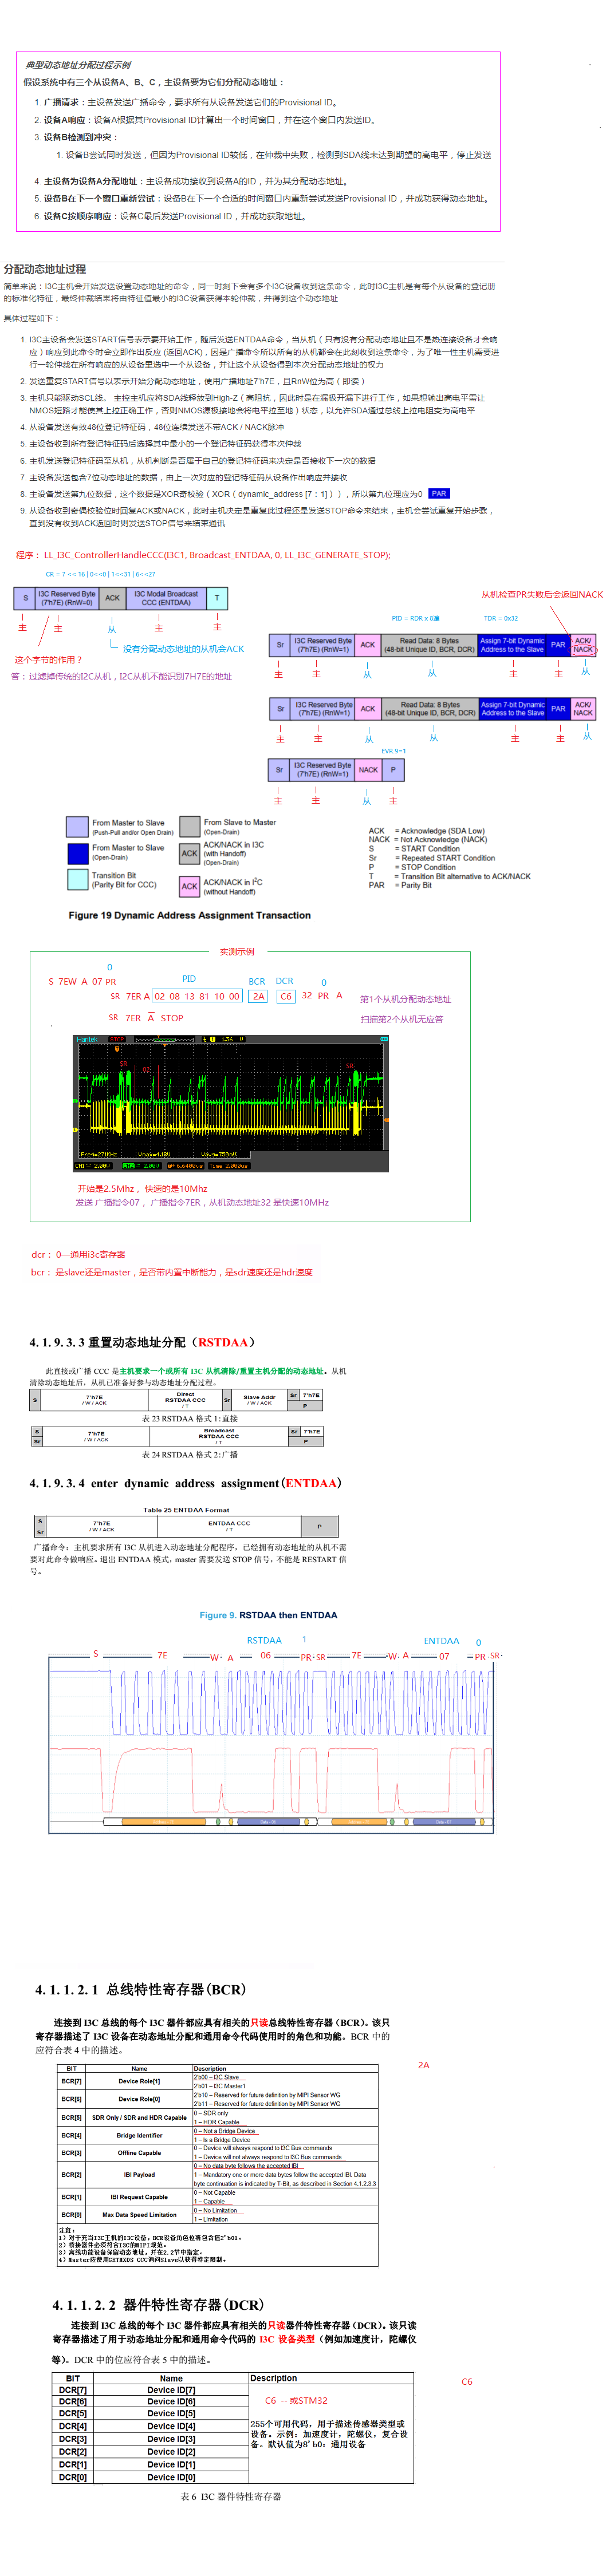 典型动态地址分配过程示例
假设系统中有三个从设备A、B、C，主设备要为它们分配动态地址：
1. 广播请求：主设备发送广播命令，要求所有从设备发送它们的Provisional ID。
2. 设备A响应：设备A根据其Provisional ID计算出一个时间窗口，并在这个窗口内发送ID。
3. 设备B检测到冲突：
1. 设备B尝试同时发送，但因为Provisional ID较低，在仲裁中失败，检测到SDA线未达到期望的高电平，停止发送
4. 主设备为设备A分配地址：主设备成功接收到设备A的ID，并为其分配动态地址。
5. 设备B在下一个窗口重新尝试：设备B在下一个合适的时间窗口内重新尝试发送Provisional ID，并成功获得动态地址。
6. 设备C按顺序响应：设备C最后发送Provisional ID，并成功获取地址。
分配动态地址过程
简单来说：I3C主机会开始发送设置动态地址的命令，同一时刻下会有多个I3C设备收到这条命令，此时I3C主机是有每个从设备的登记册
的标准化特征，最终仲裁结果将由特征值最小的I3C设备获得本轮仲裁，并得到这个动态地址
具体过程如下：
1. I3C主设备会发送START信号表示要开始工作，随后发送ENTDAA命令，当从机（只有没有分配动态地址且不是热连接设备才会响
应）响应到此命令时会立即作出反应 (返回ACK)，因是广播命令所以所有的从机都会在此刻收到这条命令，为了唯一性主机需要进
行一轮仲裁在所有响应的从设备里选中一个从设备，并让这个从设备得到本次分配动态地址的权力
2. 发送重复START信号以表示开始分配动态地址，使用广播地址7'h7E，且RnW位为高（即读）
3. 主机只能驱动SCL线。 主控主机应将SDA线释放到High-Z（高阻抗，因此时是在漏极开漏下进行工作，如果想输出高电平需让
NMOS短路才能使其上拉正确工作，否则NMOS源极接地会将电平拉至地）状态，以允许SDA通过总线上拉电阻变为高电平
4. 从设备发送有效48位登记特征码，48位连续发送不带ACK / NACK脉冲
5. 主设备收到所有登记特征码后选择其中最小的一个登记特征码获得本次仲裁
6. 主机发送登记特征码至从机，从机判断是否属于自己的登记特征码来决定是否接收下一次的数据
7. 主设备发送包含7位动态地址的数据，由上一次对应的登记特征码从设备作出响应并接收
8. 主设备发送第九位数据，这个数据是XOR奇校验（XOR（dynamic_address [7：1]）），所以第九位理应为0 PAR
9. 从设备收到奇偶校验位时回复ACK或NACK，此时主机决定是重复此过程还是发送STOP命令来结束，主机会尝试重复开始步骤，
直到没有收到ACK返回时则发送STOP信号来结束通讯
程序： LL_I3C_ControllerHandleCCC(I3C1, Broadcast_ENTDAA, 0, LL_I3C_GENERATE_STOP);
CR = 7 << 16 | 0<<0 | 1<<31 | 6<<27
S
I3C Reserved Byte (7'h7E) (RnW=0)
ACK
I3C Modal Broadcast CCC (ENTDAA)
T
主 主 从 主 主
没有分配动态地址的从机会ACK
这个字节的作用？
答：过滤掉传统的I2C从机，I2C从机不能识别7H7E的地址
从机检查PR失败后会返回NACK
PID = RDR x 8遍
TDR = 0x32
Sr
I3C Reserved Byte (7'h7E) (RnW=1)
ACK
Read Data: 8 Bytes (48-bit Unique ID, BCR, DCR)
Assign 7-bit Dynamic Address to the Slave
PAR
ACK/ NACK
主 主 从 从 主 主 从
Sr
I3C Reserved Byte (7'h7E) (RnW=1)
ACK
Read Data: 8 Bytes (48-bit Unique ID, BCR, DCR)
Assign 7-bit Dynamic Address to the Slave
PAR
ACK/ NACK
主 主 从 从 主 主 从
EVR.9=1
Sr
I3C Reserved Byte (7'h7E) (RnW=1)
NACK
P
主 主 从 主
From Master to Slave
(Push-Pull and/or Open Drain)
From Master to Slave
(Open-Drain)
Transition Bit
(Parity Bit for CCC)
From Slave to Master
(Open-Drain)
ACK
ACK/NACK in I3C
(with Handoff)
(Open-Drain)
ACK
ACK/NACK in I²C
(without Handoff)
ACK = Acknowledge (SDA Low)
NACK = Not Acknowledge (NACK)
S = START Condition
Sr = Repeated START Condition
P = STOP Condition
T = Transition Bit alternative to ACK/NACK
PAR = Parity Bit
Figure 19 Dynamic Address Assignment Transaction
实测示例
0
S 7EW A 07 PR
PID BCR DCR 0
SR 7ER A 02 08 13 81 10 00 2A C6 32 PR A
第1个从机分配动态地址
SR 7ER A STOP
扫描第2个从机无应答
Hantek STOP 1.36 V
SR 02 SR
Freq=271KHz Vmax=4.18V Vavg=750mV
CH1 = 2.00V CH2 = 2.00V 6.6400us Time 2.000us
开始是2.5Mhz， 快速的是10Mhz
发送 广播指令07， 广播指令7ER，从机动态地址32 是快速10MHz
dcr： 0—通用i3c寄存器
bcr： 是slave还是master，是否带内置中断能力，是sdr速度还是hdr速度
4. 1. 9. 3. 3 重置动态地址分配（RSTDAA）
此直接或广播 CCC 是主机要求一个或所有 I3C 从机清除/重置主机分配的动态地址。从机
清除动态地址后，从机已准备好参与动态地址分配过程。
S
7'h7E / W / ACK
Direct RSTDAA CCC / T
Sr
Slave Addr / W / ACK
Sr 7'h7E
P
表 23 RSTDAA 格式 1:直接
S
Sr
7'h7E / W / ACK
Broadcast RSTDAA CCC / T
Sr 7'h7E
P
表 24 RSTDAA 格式 2:广播
4. 1. 9. 3. 4 enter dynamic address assignment(ENTDAA)
Table 25 ENTDAA Format
S
Sr
7'h7E / W / ACK
ENTDAA CCC / T
P
广播命令：主机要求所有 I3C 从机进入动态地址分配程序，已经拥有动态地址的从机不需
要对此命令做响应。退出 ENTDAA 模式，master 需要发送 STOP 信号，不能是 RESTART 信
号。
Figure 9. RSTDAA then ENTDAA
RSTDAA 1 ENTDAA 0
S 7E W A 06 PR SR 7E W A 07 PR SR
Data - 06 Data - 07
4. 1. 1. 2. 1 总线特性寄存器(BCR)
连接到 I3C 总线的每个 I3C 器件都应具有相关的只读总线特性寄存器（BCR）。该只
寄存器描述了 I3C 设备在动态地址分配和通用命令代码使用时的角色和功能。BCR 中的
应符合表 4 中的描述。
2A
BIT Name Description
BCR[7] Device Role[1]
2'b00 – I3C Slave
2'b01 – I3C Master1
BCR[6] Device Role[0]
2'b10 – Reserved for future definition by MIPI Sensor WG
2'b11 – Reserved for future definition by MIPI Sensor WG
BCR[5] SDR Only / SDR and HDR Capable
0 – SDR only
1 – HDR Capable
BCR[4] Bridge Identifier
0 – Not a Bridge Device
1 – Is a Bridge Device
BCR[3] Offline Capable
0 – Device will always respond to I3C Bus commands
1 – Device will not always respond to I3C Bus commands
BCR[2] IBI Payload
0 – No data byte follows the accepted IBI
1 – Mandatory one or more data bytes follow the accepted IBI. Data
byte continuation is indicated by T-Bit, as described in Section 4.1.2.3.3
BCR[1] IBI Request Capable
0 – Not Capable
1 – Capable
BCR[0] Max Data Speed Limitation
0 – No Limitation
1 – Limitation
注释：
1）对于充当I3C主机的I3C设备，BCR设备角色位将包含值2'b01。
2）桥接器件必须符合I3C的MIPI规范。
3）离线功能设备保留动态地址，并在2.2节中指定。
4）Master应使用GETMXDS CCC询问Slave以获得特定限制。
4. 1. 1. 2. 2 器件特性寄存器(DCR)
连接到 I3C 总线的每个 I3C 器件都应具有相关的只读器件特性寄存器（DCR）。该只读
寄存器描述了用于动态地址分配和通用命令代码的 I3C 设备类型（例如加速度计，陀螺仪
等）。DCR 中的位应符合表 5 中的描述。
C6
BIT Name Description
DCR[7] Device ID[7]
DCR[6] Device ID[6]
DCR[5] Device ID[5]
DCR[4] Device ID[4]
DCR[3] Device ID[3]
DCR[2] Device ID[2]
DCR[1] Device ID[1]
DCR[0] Device ID[0]
C6 -- 或STM32
255个可用代码，用于描述传感器类型或
设备。示例：加速度计，陀螺仪，复合设
备。默认值为8'b0：通用设备
表 6 I3C 器件特性寄存器